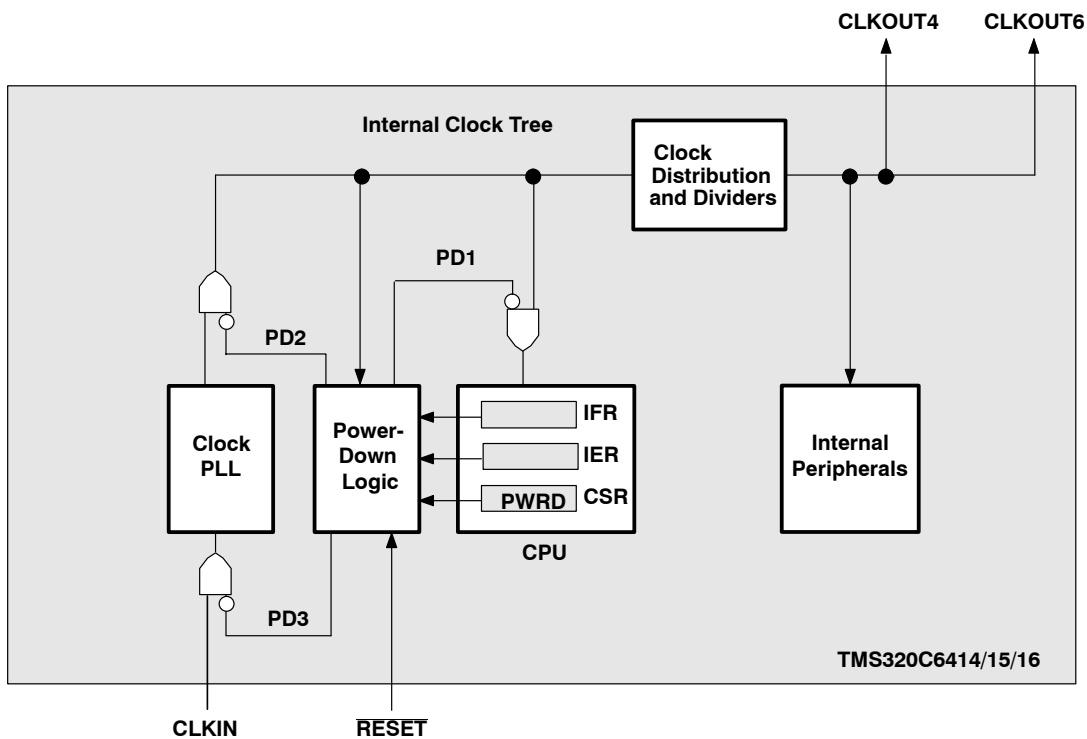 CLKOUT4 CLKOUT6
Internal Clock Tree
Clock
Distribution
and Dividers
PD1
PD2
Clock
PLL
Power-
Down
Logic
IFR
IER
PWRD CSR
CPU
Internal
Peripherals
PD3
TMS320C6414/15/16
CLKIN
RESET